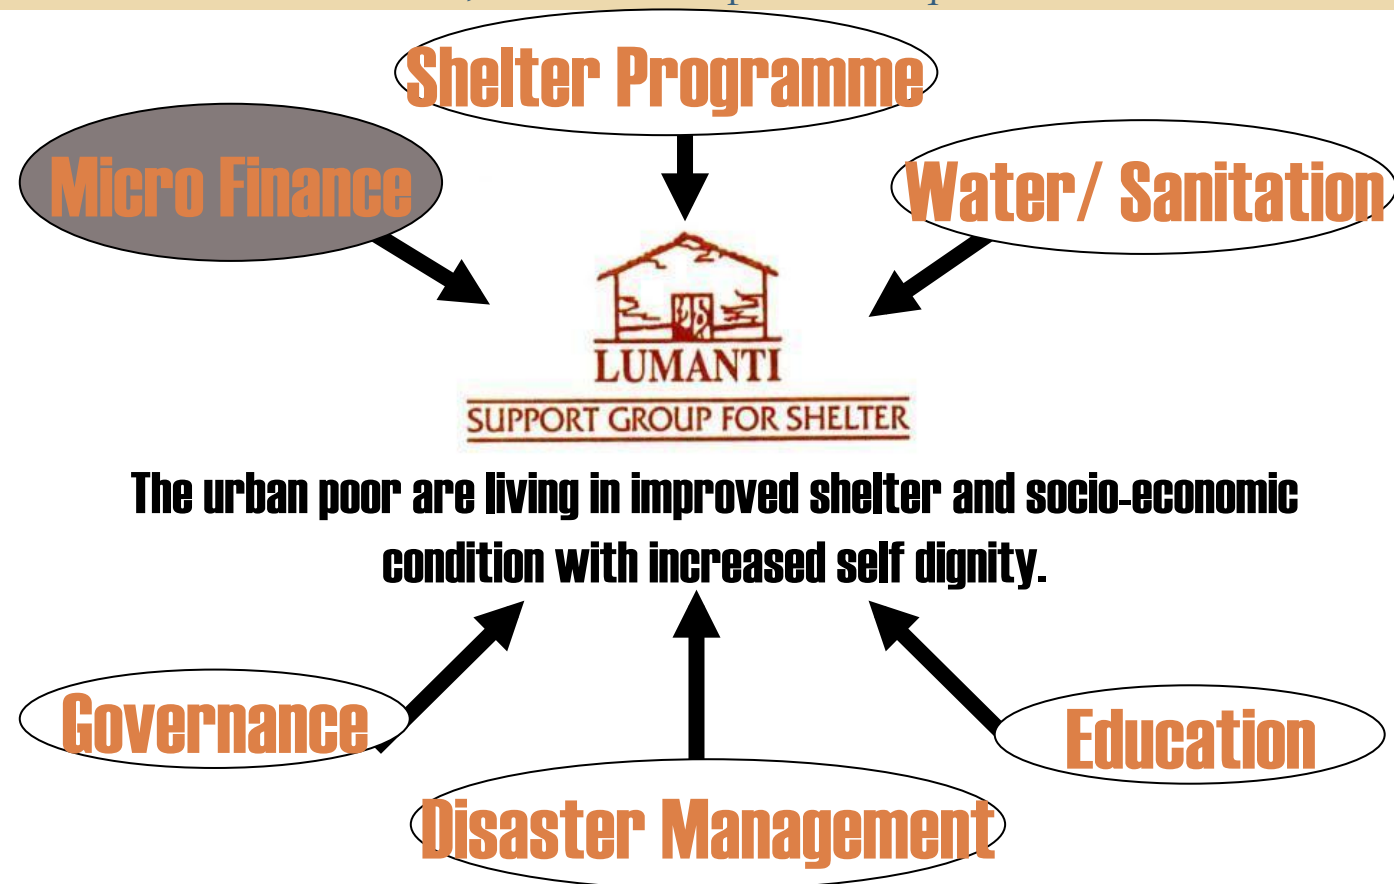 Shelter Programme
Micro Finance
Water/ Sanitation
LUMANTI
SUPPORT GROUP FOR SHELTER
The urban poor are living in improved shelter and socio-economic
condition with increased self dignity.
Governance
Education
Disaster Management